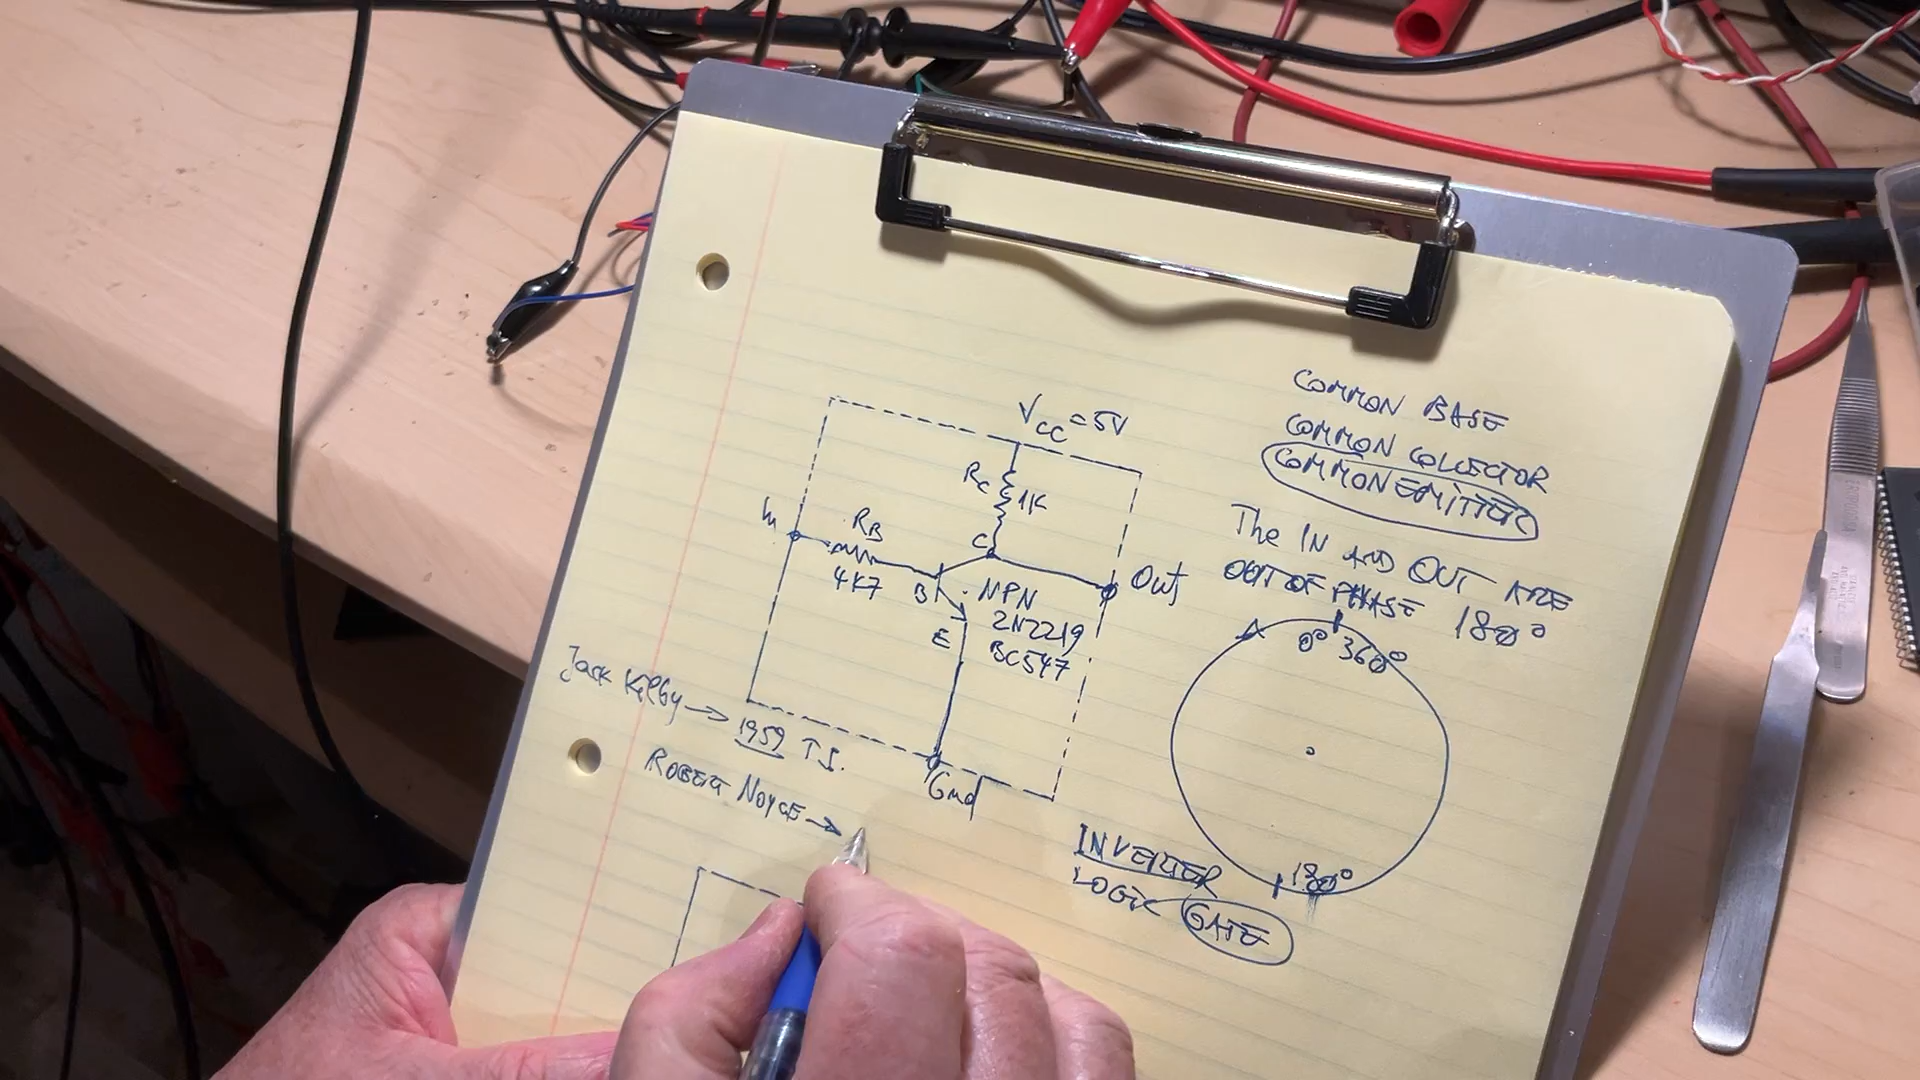 COMMON BASE
COMMON COLLECTOR
COMMON EMITTER
The IN AND OUT ARE
OUT OF PHASE 180°
0° 360°
180°
INVERTER
LOGIC GATE
VCC = 5V
RC
1K
In
RB
4K7
C
B
E
NPN
2N2219
BC547
Out
Gnd
Jack Kilby → 1959 T.I.
ROBERT NOYCE →